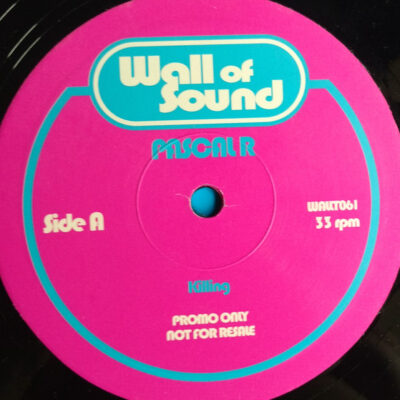 Wall of
Sound
PASCAL R
Side A
WALLT061
33 rpm
Killing
PROMO ONLY
NOT FOR RESALE